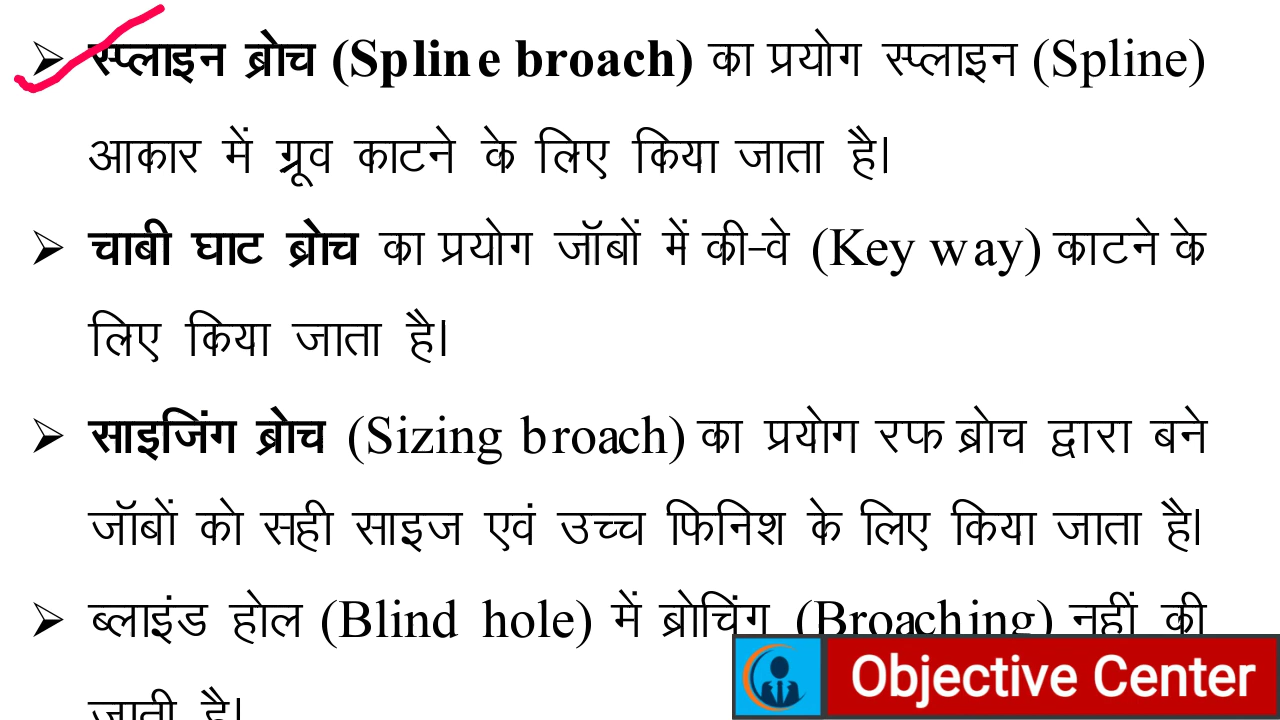 ➢ स्प्लाइन ब्रोच (Spline broach) का प्रयोग स्प्लाइन (Spline)
आकार में ग्रूव काटने के लिए किया जाता है।
➢ चाबी घाट ब्रोच का प्रयोग जॉबों में की-वे (Key way) काटने के
लिए किया जाता है।
➢ साइजिंग ब्रोच (Sizing broach) का प्रयोग रफ ब्रोच द्वारा बने
जॉबों को सही साइज एवं उच्च फिनिश के लिए किया जाता है।
➢ ब्लाइंड होल (Blind hole) में ब्रोचिंग (Broaching) नहीं की
जाती है।
Objective Center